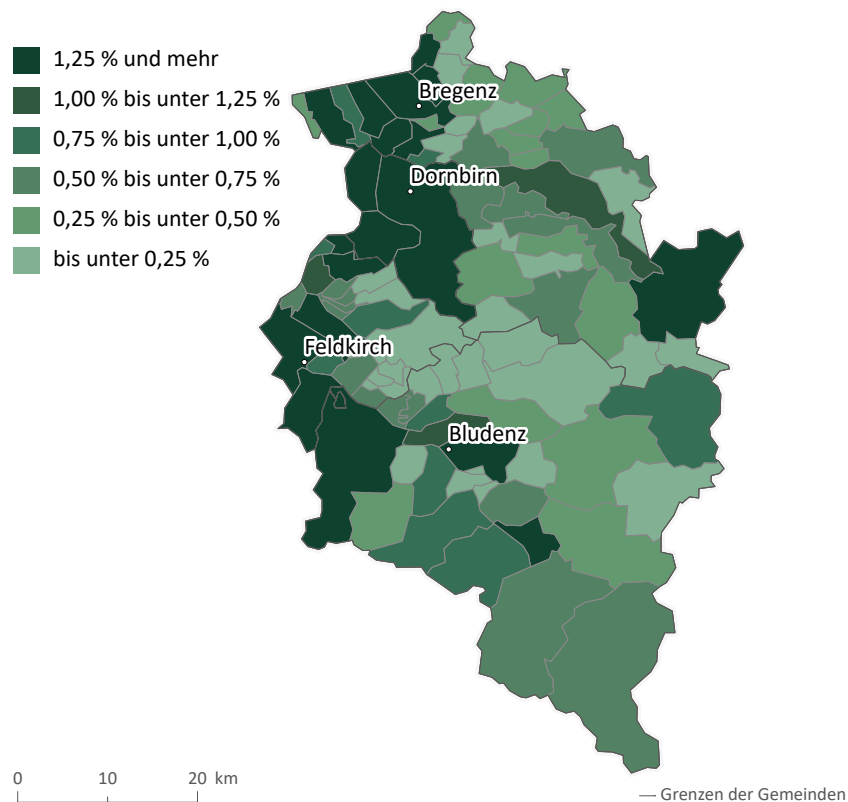 1,25 % und mehr
1,00 % bis unter 1,25 %
0,75 % bis unter 1,00 %
0,50 % bis unter 0,75 %
0,25 % bis unter 0,50 %
bis unter 0,25 %
Bregenz
Dornbirn
Feldkirch
Bludenz
0 10 20 km
Grenzen der Gemeinden